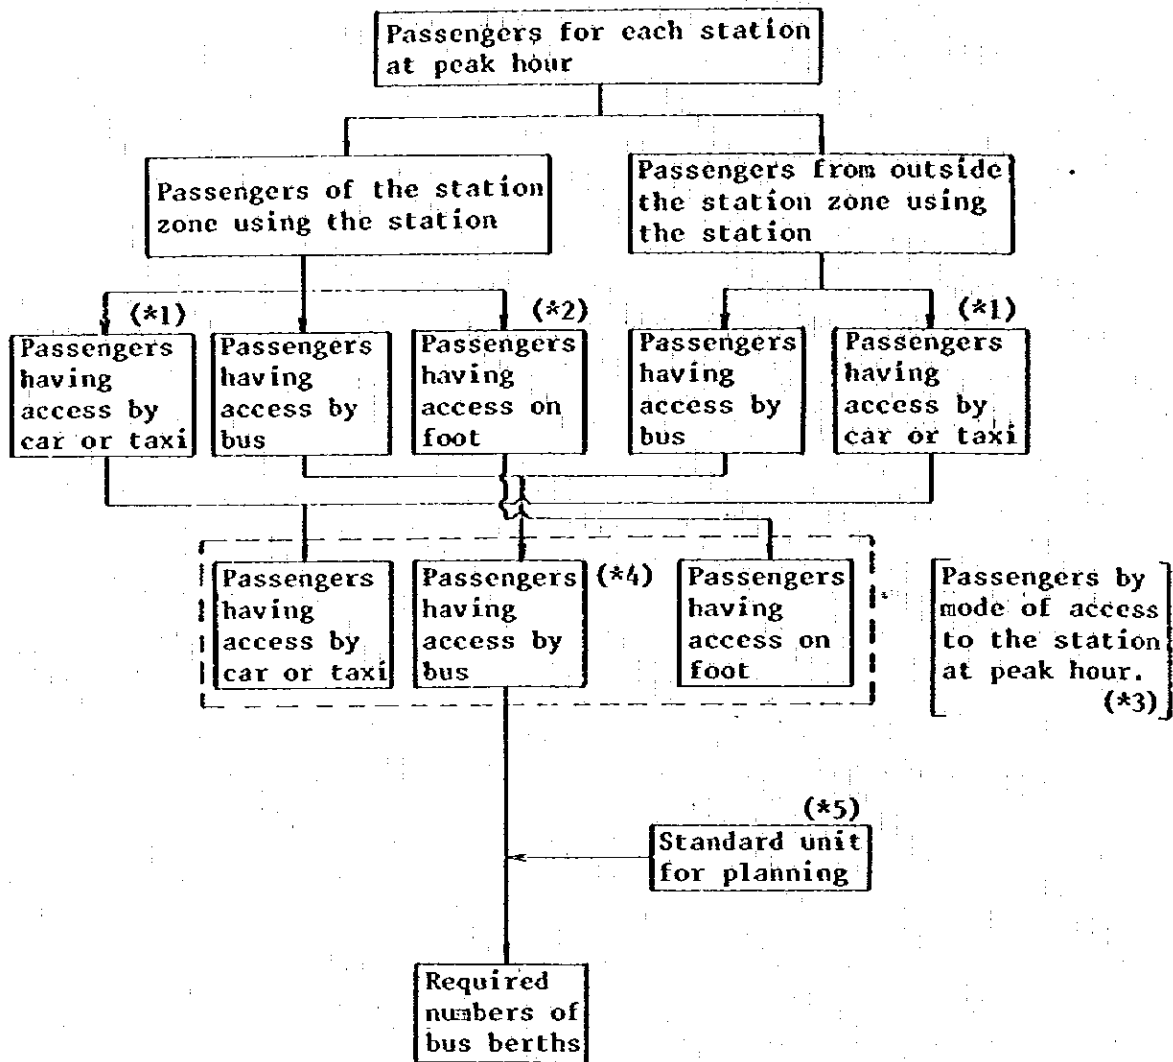 Passengers for each station
at peak hour
Passengers of the station
zone using the station
Passengers from outside
the station zone using
the station
(*1)
Passengers
having
access by
car or taxi
Passengers
having
access by
bus
(*2)
Passengers
having
access on
foot
Passengers
having
access by
bus
(*1)
Passengers
having
access by
car or taxi
Passengers
having
access by
car or taxi
Passengers
having
access by
bus
(*4)
Passengers
having
access on
foot
Passengers by
mode of access
to the station
at peak hour.
(*3)
(*5)
Standard unit
for planning
Required
numbers of
bus berths